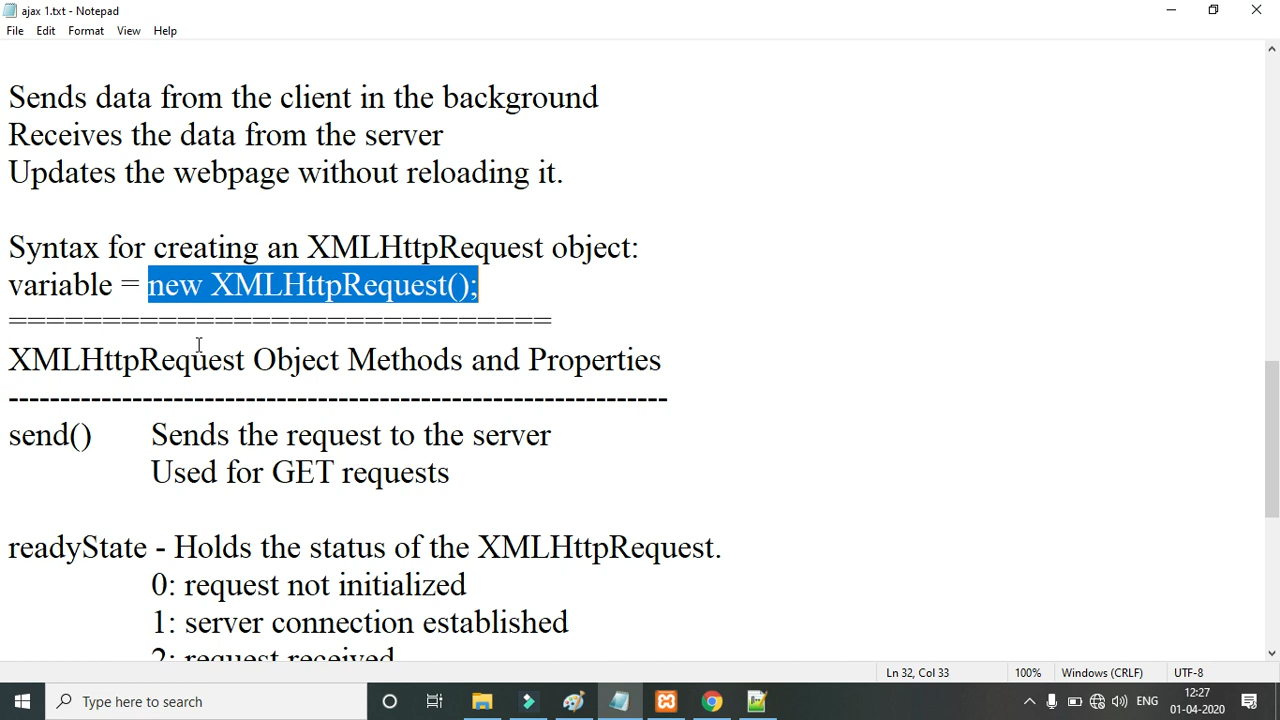 ajax 1.txt - Notepad
File Edit Format View Help
Sends data from the client in the background
Receives the data from the server
Updates the webpage without reloading it.
Syntax for creating an XMLHttpRequest object:
variable = new XMLHttpRequest();
=============================
XMLHttpRequest Object Methods and Properties
----------------------------------------------------------------
send() Sends the request to the server
Used for GET requests
readyState - Holds the status of the XMLHttpRequest.
0: request not initialized
1: server connection established
2: request received
Ln 32, Col 33 100% Windows (CRLF) UTF-8
Type here to search
ENG
12:27
01-04-2020